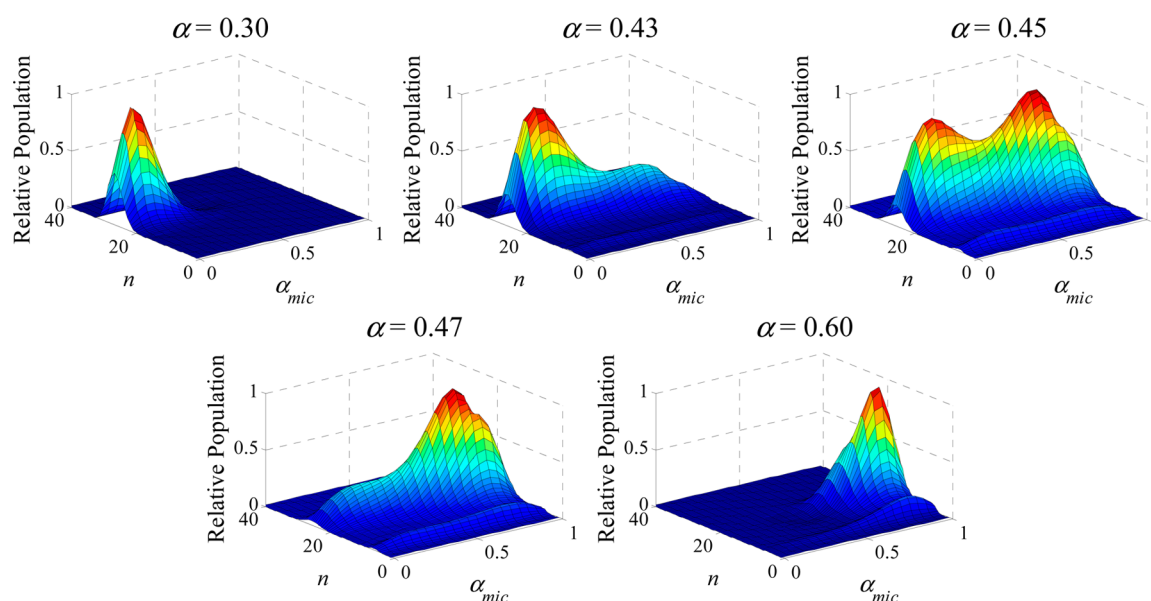 α = 0.30
Relative Population
1
0.5
0
40
20
0
n
0
0.5
1
α_mic
α = 0.43
Relative Population
1
0.5
0
40
20
0
n
0
0.5
1
α_mic
α = 0.45
Relative Population
1
0.5
0
40
20
0
n
0
0.5
α_mic
α = 0.47
Relative Population
1
0.5
0
40
20
0
n
0
0.5
1
α_mic
α = 0.60
Relative Population
1
0.5
0
40
20
0
n
0
0.5
1
α_mic